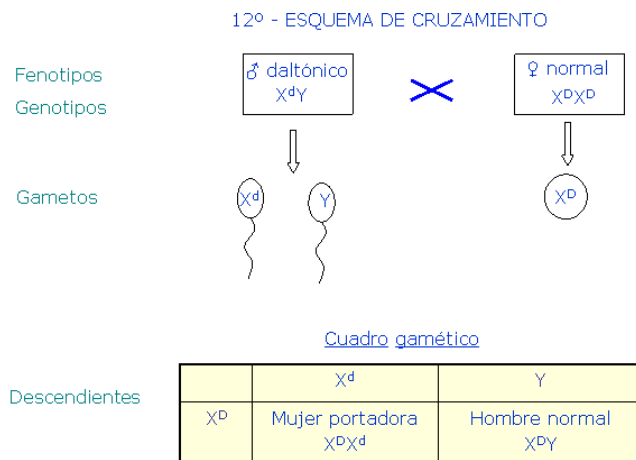 12º - ESQUEMA DE CRUZAMIENTO
Fenotipos
♂ daltónico
♀ normal
Genotipos
XᵈY
XᴰXᴰ
Gametos
Xᵈ
Y
Xᴰ
Cuadro gamético
Descendientes
Xᵈ
Y
Xᴰ
Mujer portadora
Hombre normal
XᴰXᵈ
XᴰY